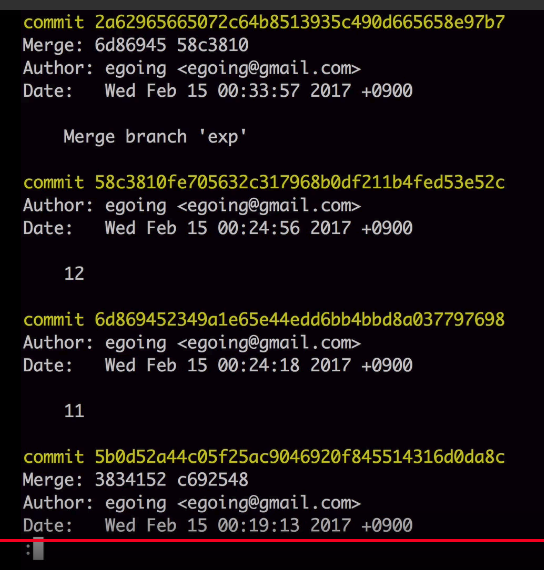 commit 2a62965665072c64b8513935c490d665658e97b7
Merge: 6d86945 58c3810
Author: egoing <egoing@gmail.com>
Date:   Wed Feb 15 00:33:57 2017 +0900
    Merge branch 'exp'
commit 58c3810fe705632c317968b0df211b4fed53e52c
Author: egoing <egoing@gmail.com>
Date:   Wed Feb 15 00:24:56 2017 +0900
    12
commit 6d869452349a1e65e44edd6bb4bbd8a037797698
Author: egoing <egoing@gmail.com>
Date:   Wed Feb 15 00:24:18 2017 +0900
    11
commit 5b0d52a44c05f25ac9046920f845514316d0da8c
Merge: 3834152 c692548
Author: egoing <egoing@gmail.com>
Date:   Wed Feb 15 00:19:13 2017 +0900
: